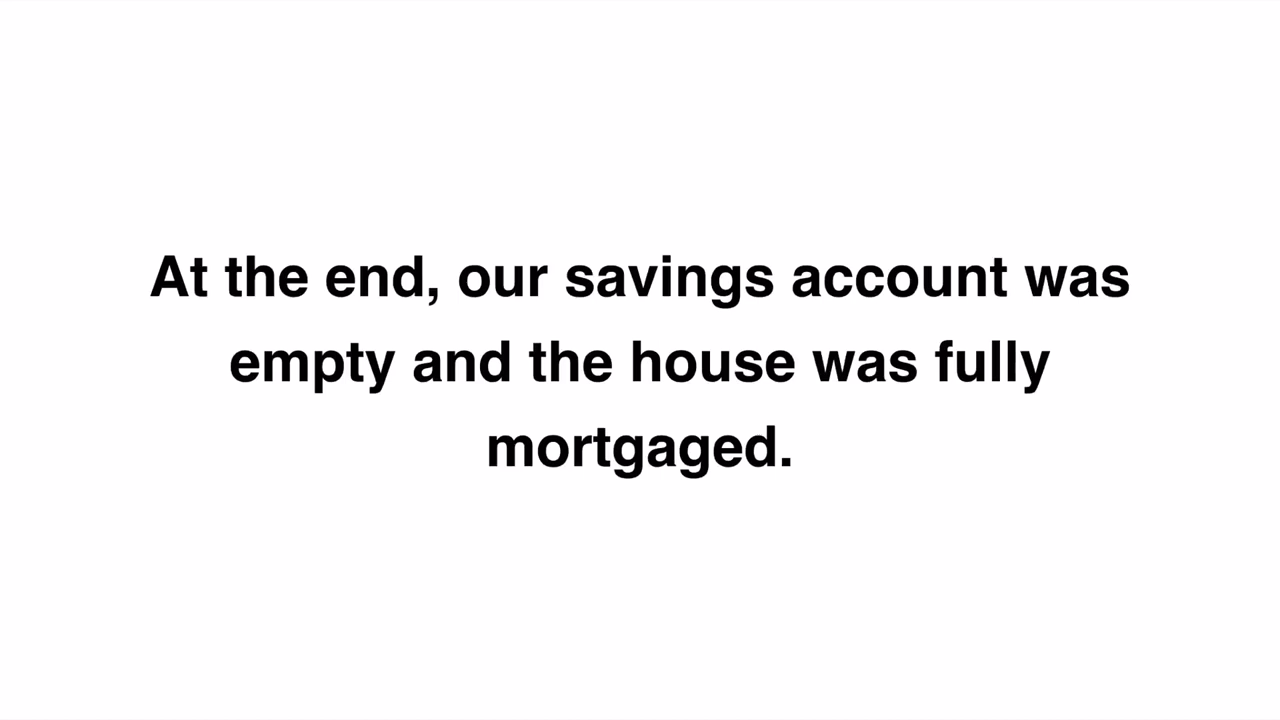 At the end, our savings account was
empty and the house was fully
mortgaged.